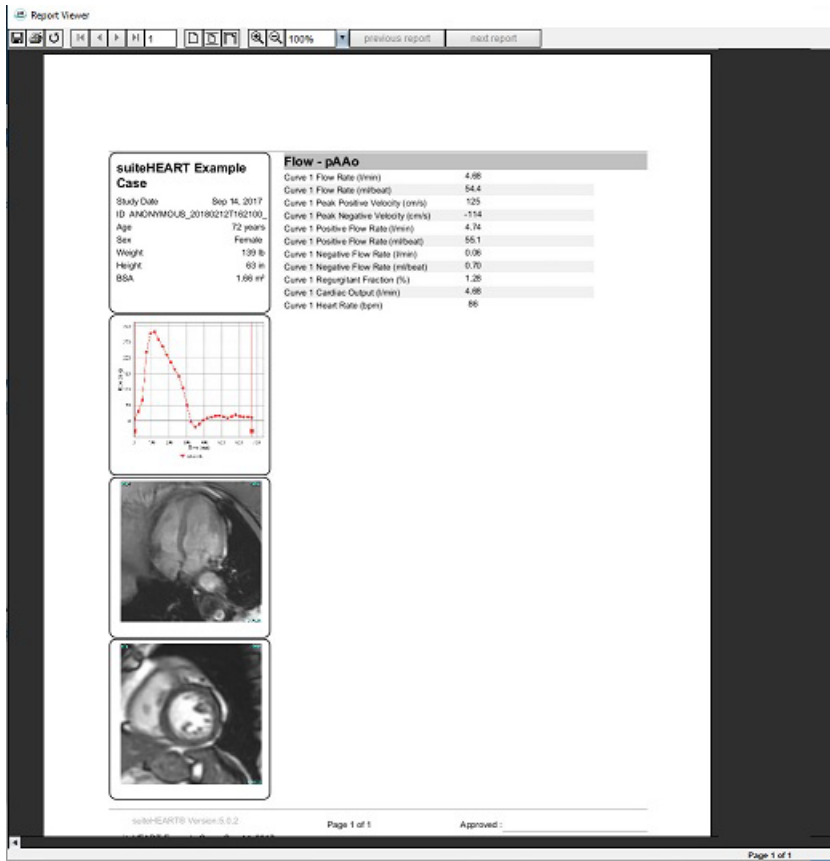 Report Viewer
1
100%
previous report
next report
suiteHEART Example
Case
Study Date Sep 14, 2017
ID ANONYMOUS_20180212T162100_
Age 72 years
Sex Female
Weight 139 lb
Height 63 in
BSA 1.66 m²
Flow - pAAo
Curve 1 Flow Rate (l/min) 4.68
Curve 1 Flow Rate (ml/beat) 54.4
Curve 1 Peak Positive Velocity (cm/s) 125
Curve 1 Peak Negative Velocity (cm/s) -114
Curve 1 Positive Flow Rate (l/min) 4.74
Curve 1 Positive Flow Rate (ml/beat) 55.1
Curve 1 Negative Flow Rate (l/min) 0.06
Curve 1 Negative Flow Rate (ml/beat) 0.70
Curve 1 Regurgitant Fraction (%) 1.28
Curve 1 Cardiac Output (l/min) 4.68
Curve 1 Heart Rate (bpm) 86
suiteHEART® Version 5.0.2
Page 1 of 1
Approved :
Page 1 of 1